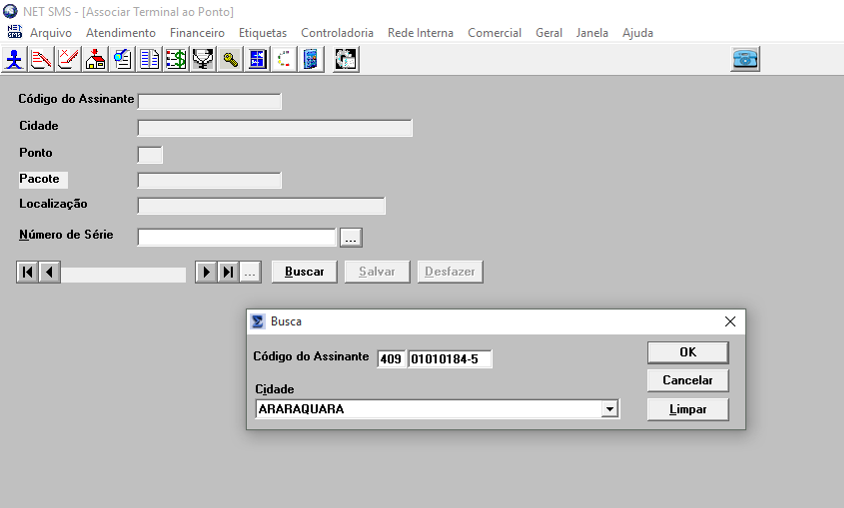 NET SMS - [Associar Terminal ao Ponto]
NET SMS Arquivo Atendimento Financeiro Etiquetas Controladoria Rede Interna Comercial Geral Janela Ajuda
Código do Assinante
Cidade
Ponto
Pacote
Localização
Número de Série ...
... Buscar Salvar Desfazer
Busca
Código do Assinante 409 01010184-5 OK
Cancelar
Cidade
ARARAQUARA Limpar